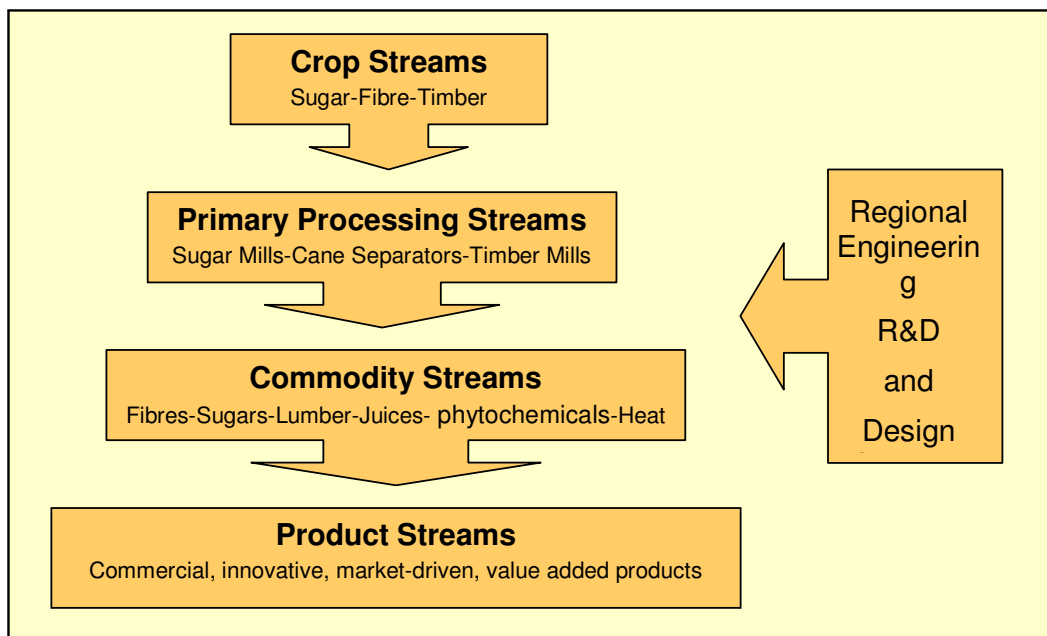 Crop Streams
Sugar-Fibre-Timber
Primary Processing Streams
Sugar Mills-Cane Separators-Timber Mills
Commodity Streams
Fibres-Sugars-Lumber-Juices- phytochemicals-Heat
Product Streams
Commercial, innovative, market-driven, value added products
Regional
Engineerin
g
R&D
and
Design